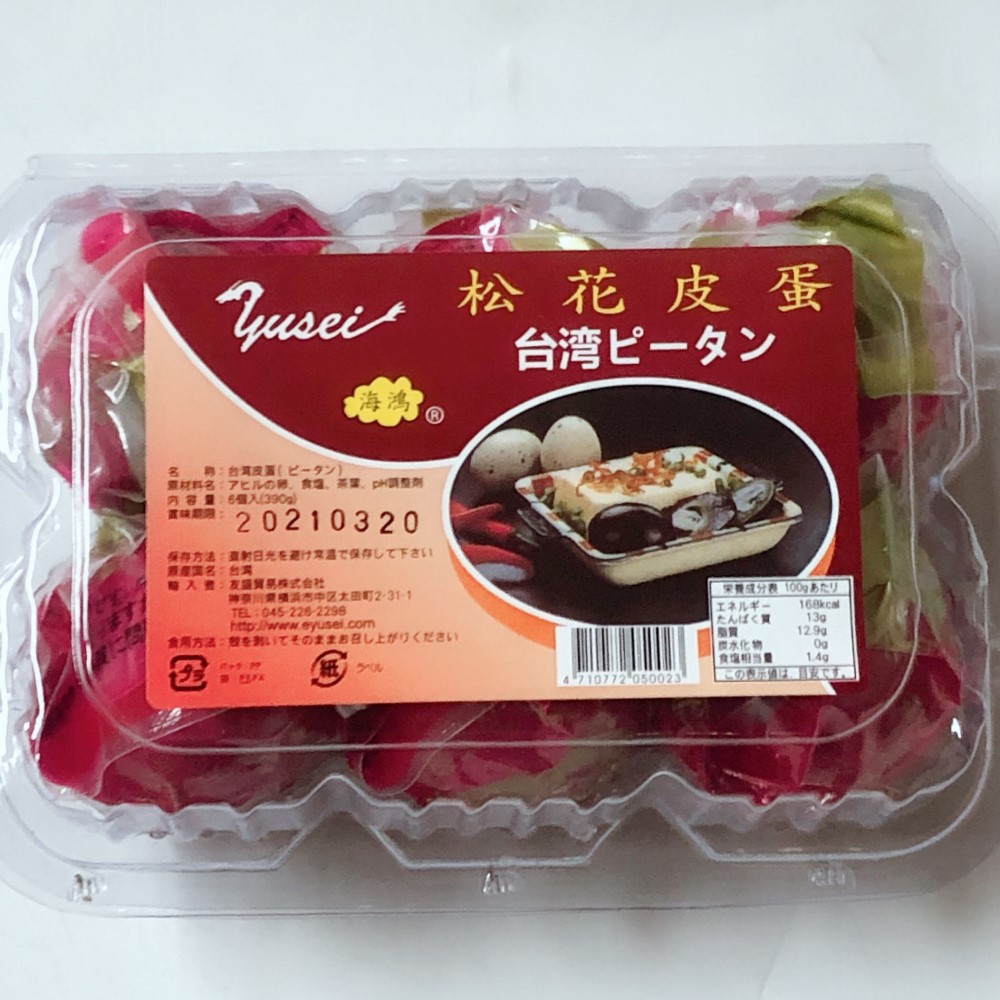 yusei
松花皮蛋
台湾ピータン
海鴻®
名　　称：台湾皮蛋(ピータン)
原材料名：アヒルの卵、食塩、茶葉、pH調整剤
内容量：6個入(390g)
賞味期限：20210320
保存方法：直射日光を避け常温で保存して下さい
原産国名：台湾
輸入者：友盛貿易株式会社
神奈川県横浜市中区太田町2-31-1
TEL：045-226-2298
http://www.eyusei.com
食用方法：殻を剥いてそのままお召し上がりください
プラ
紙
ラベル
4 710772 050023
栄養成分表 100gあたり
エネルギー 168kcal
たんぱく質 13g
脂質 12.9g
炭水化物 0g
食塩相当量 1.4g
この表示値は、目安です。